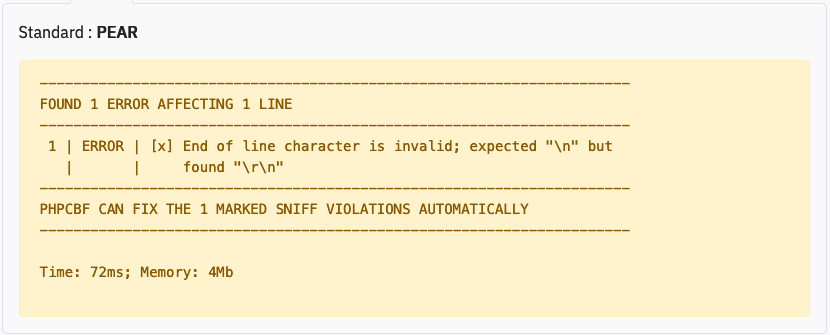 Standard : PEAR
----------------------------------------------------------------------
FOUND 1 ERROR AFFECTING 1 LINE
----------------------------------------------------------------------
 1 | ERROR | [x] End of line character is invalid; expected "\n" but
   |       |     found "\r\n"
----------------------------------------------------------------------
PHPCBF CAN FIX THE 1 MARKED SNIFF VIOLATIONS AUTOMATICALLY
----------------------------------------------------------------------
Time: 72ms; Memory: 4Mb